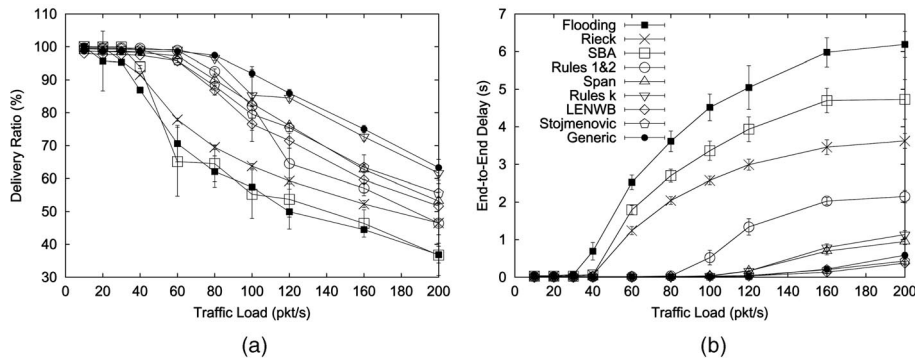 110
100
90
80
70
60
50
40
30
Delivery Ratio (%)
0 20 40 60 80 100 120 140 160 180 200
Traffic Load (pkt/s)
(a)
7
6
5
4
3
2
1
0
End-to-End Delay (s)
Flooding
Rieck
SBA
Rules 1&2
Span
Rules k
LENWB
Stojmenovic
Generic
0 20 40 60 80 100 120 140 160 180 200
Traffic Load (pkt/s)
(b)